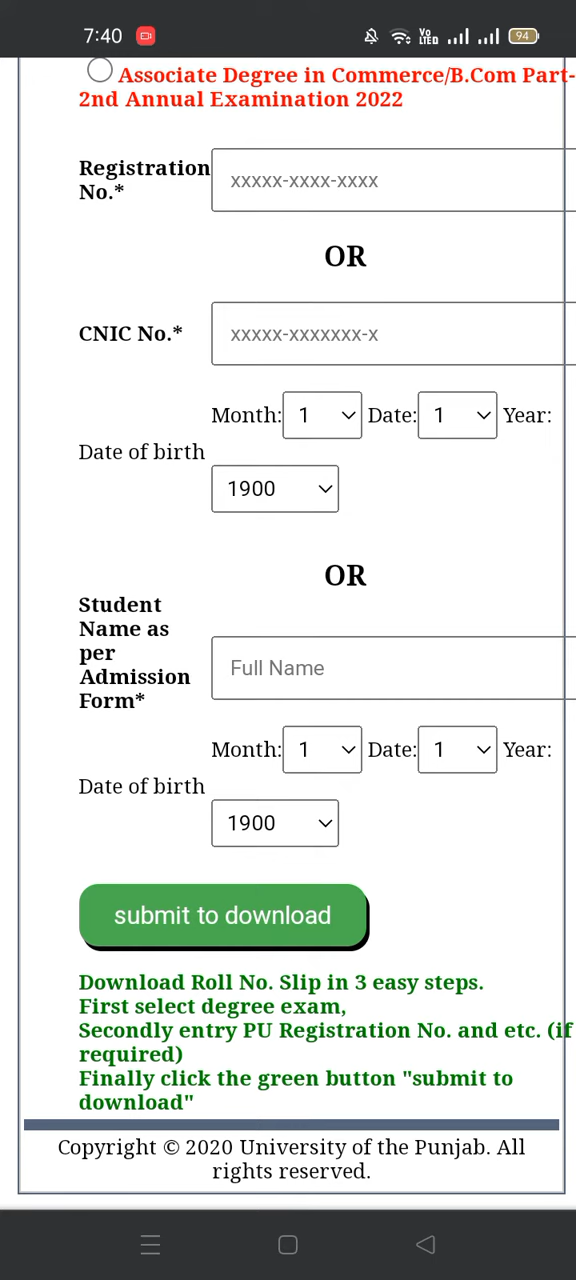 7:40
Vo LTED
94
Associate Degree in Commerce/B.Com Part-
2nd Annual Examination 2022
Registration
No.*
xxxxx-xxxx-xxxx
OR
CNIC No.*
xxxxx-xxxxxxx-x
Month: 1 Date: 1 Year:
Date of birth
1900
OR
Student
Name as
per
Admission
Form*
Full Name
Month: 1 Date: 1 Year:
Date of birth
1900
submit to download
Download Roll No. Slip in 3 easy steps.
First select degree exam,
Secondly entry PU Registration No. and etc. (if
required)
Finally click the green button "submit to
download"
Copyright © 2020 University of the Punjab. All
rights reserved.